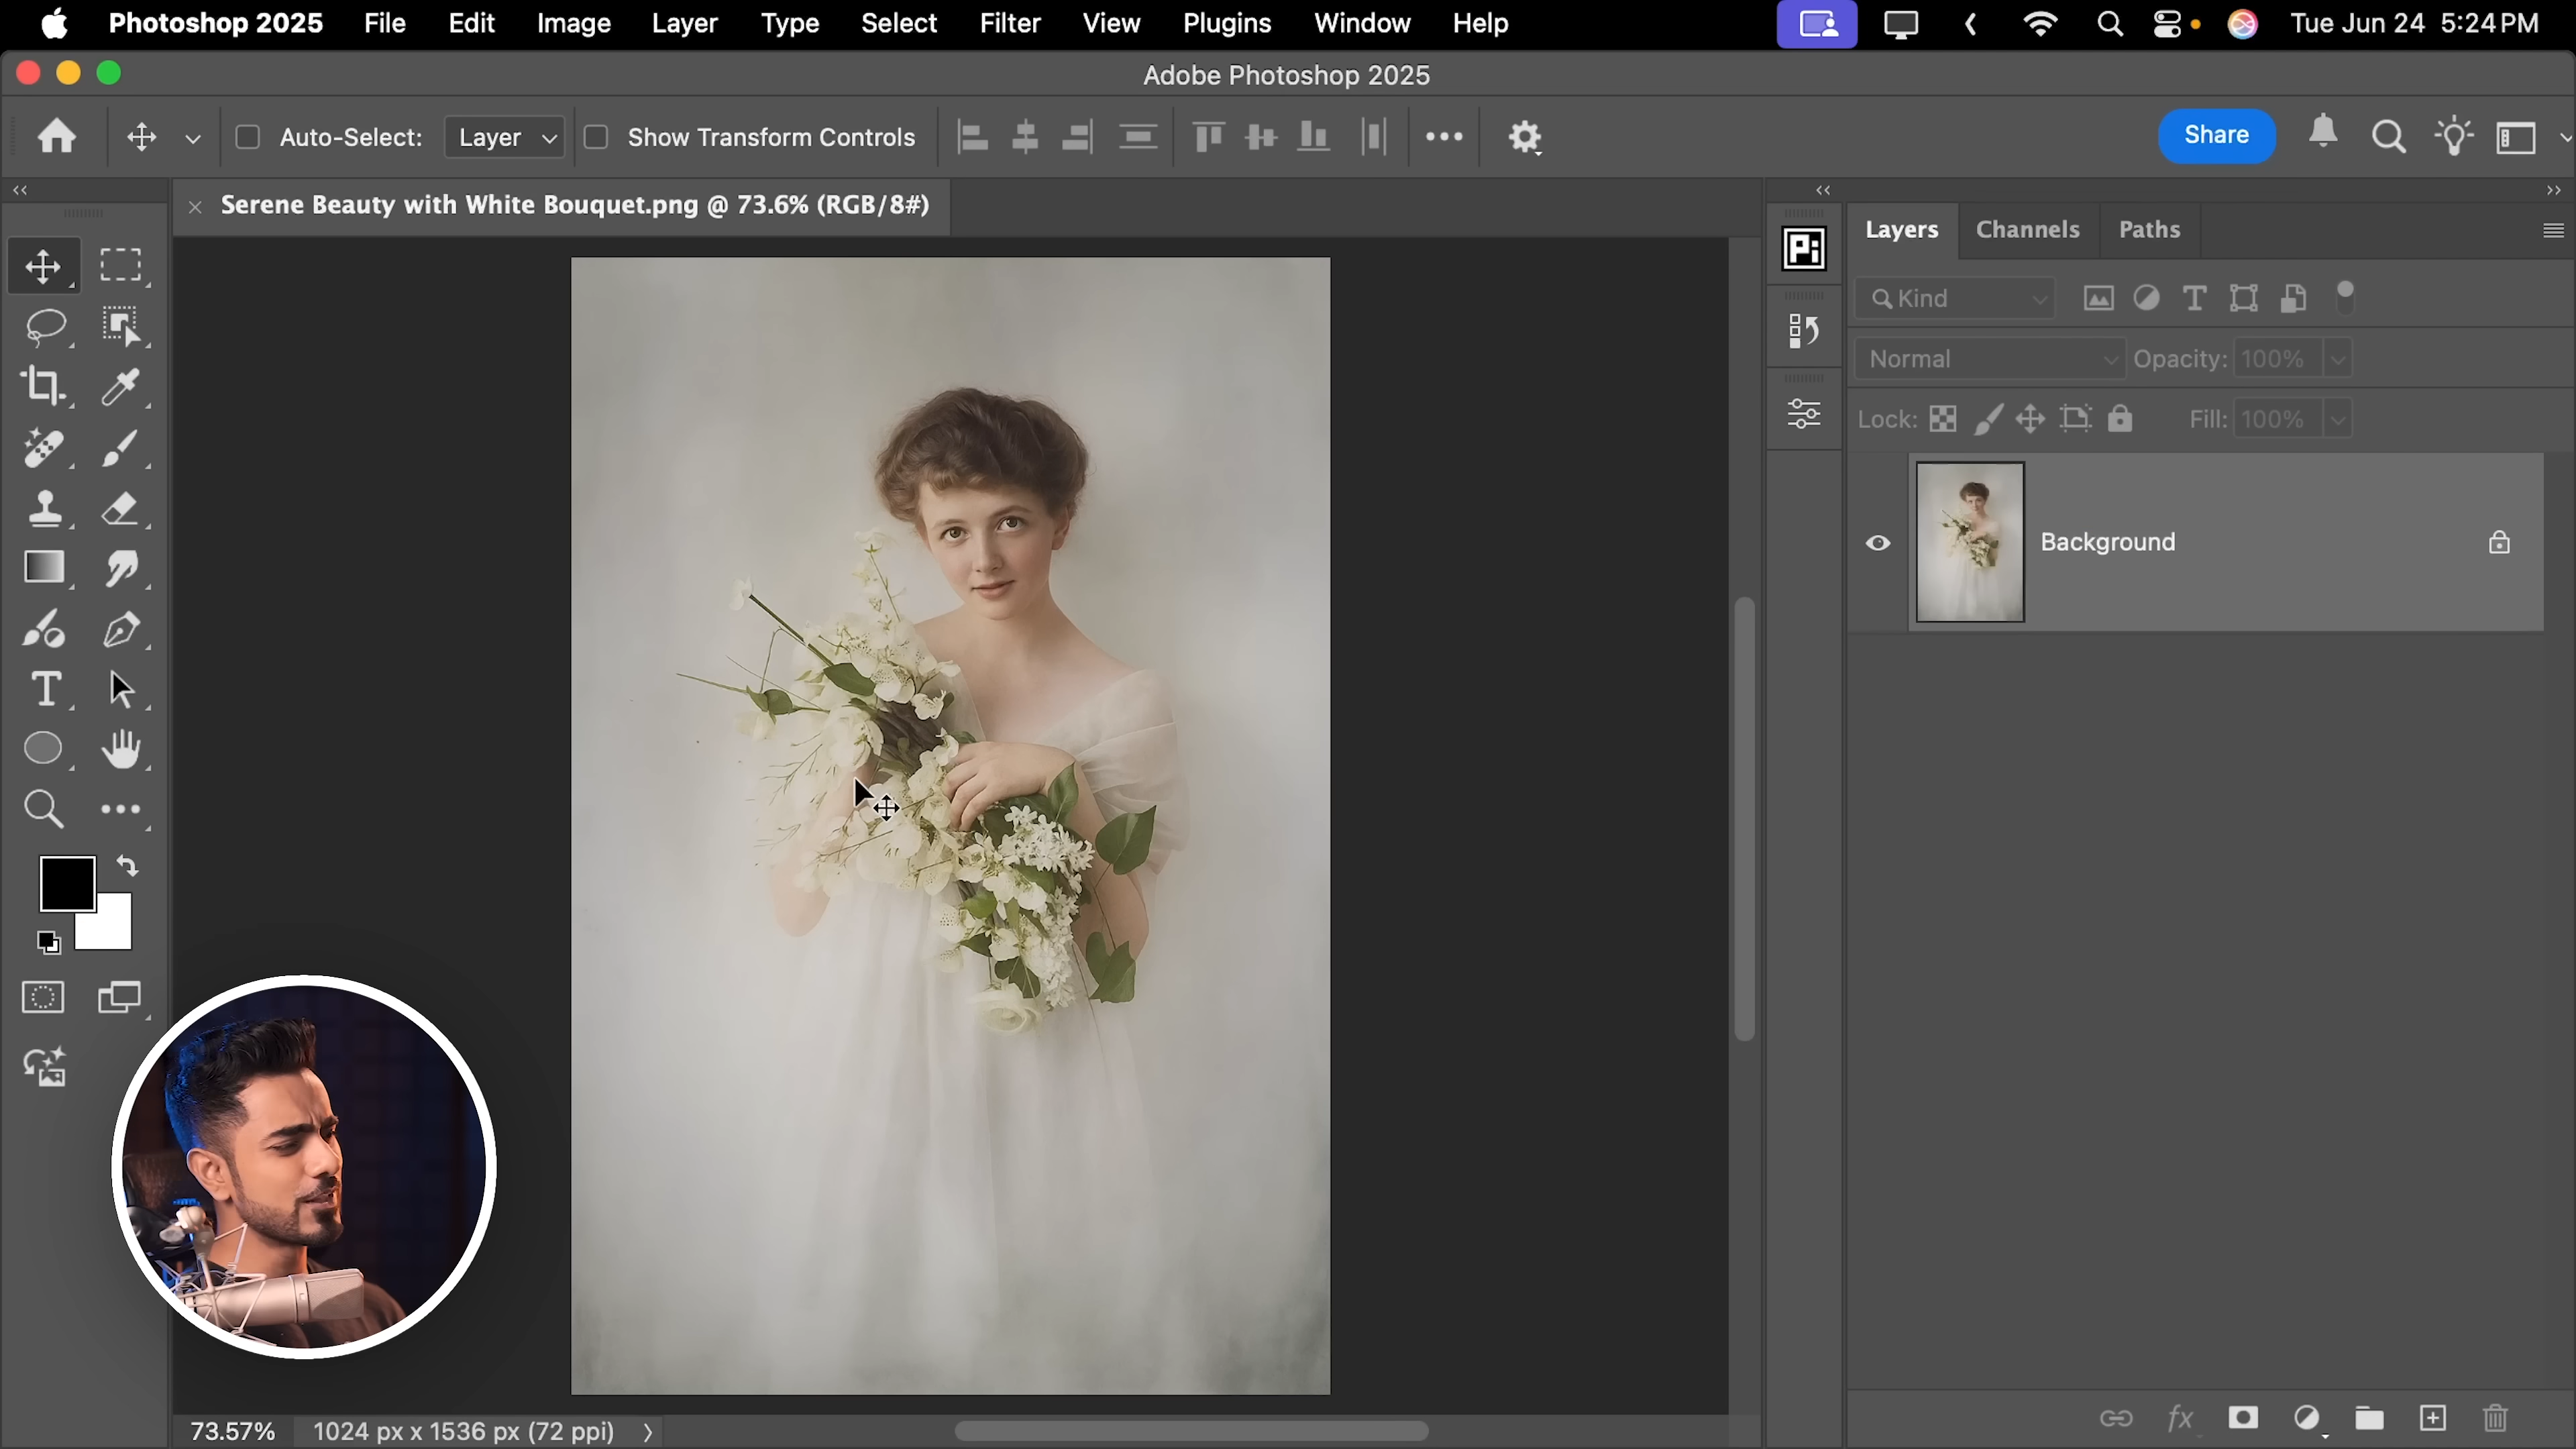 Photoshop 2025 File Edit Image Layer Type Select Filter View Plugins Window Help Tue Jun 24 5:24 PM
Adobe Photoshop 2025
Auto-Select: Layer Show Transform Controls Share
Serene Beauty with White Bouquet.png @ 73.6% (RGB/8#)
Pi
Layers Channels Paths
Kind
Normal Opacity: 100%
Lock: Fill: 100%
Background
73.57% 1024 px x 1536 px (72 ppi)
fx